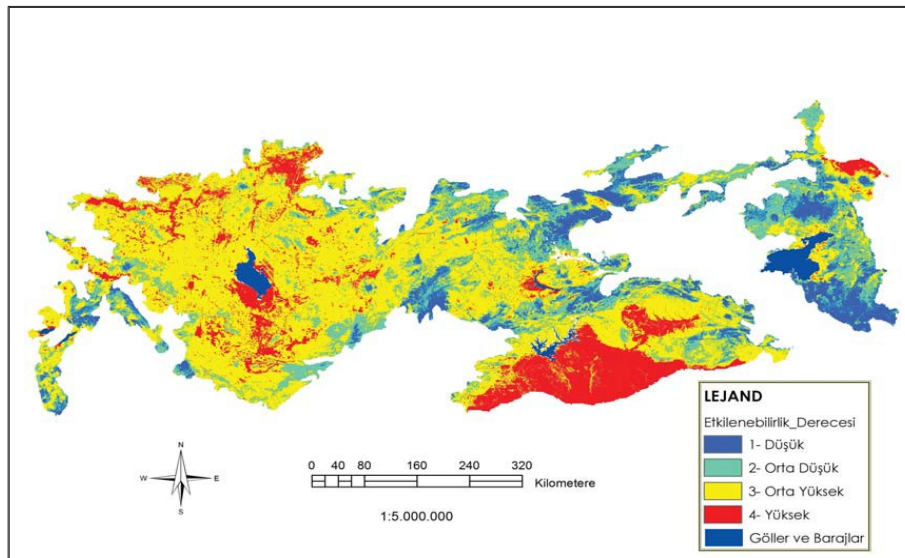 N
W E
S
0 40 80 160 240 320
Kilometere
1:5.000.000
LEJAND
Etkilenebilirlik_Derecesi
1- Düşük
2- Orta Düşük
3- Orta Yüksek
4- Yüksek
Göller ve Barajlar